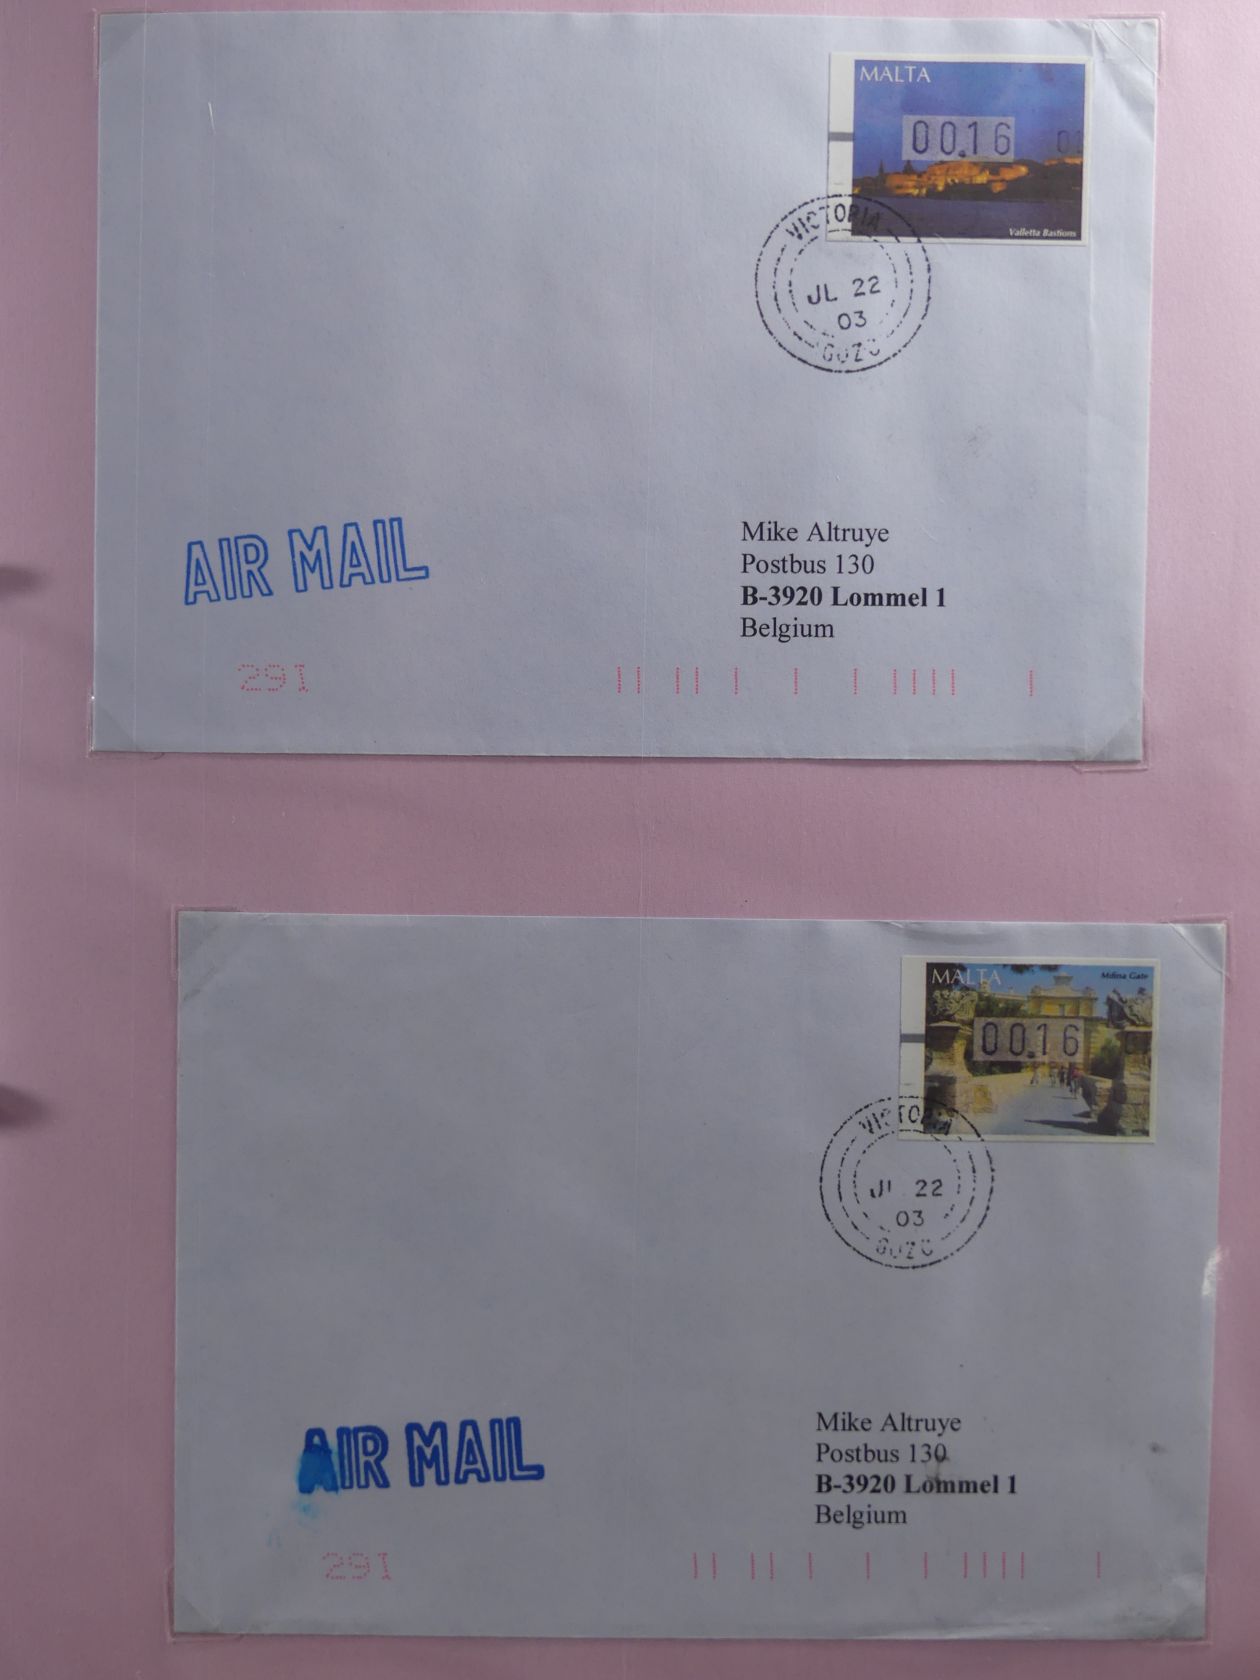 MALTA
00.16
Valletta Bastions
VICTORIA
JL 22
03
GOZO
AIR MAIL
Mike Altruye
Postbus 130
B-3920 Lommel 1
Belgium
291
MALTA
Mdina Gate
00.16
VICTORIA
JL 22
03
GOZO
AIR MAIL
Mike Altruye
Postbus 130
B-3920 Lommel 1
Belgium
291